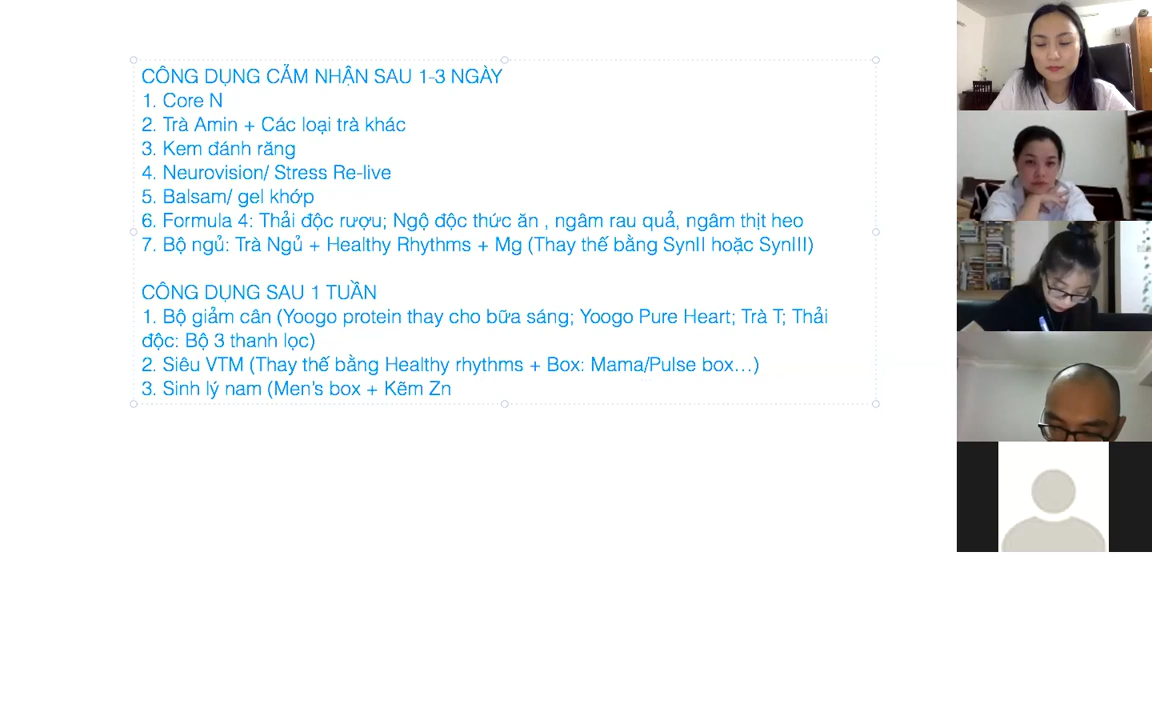 CÔNG DỤNG CẢM NHẬN SAU 1-3 NGÀY
1. Core N
2. Trà Amin + Các loại trà khác
3. Kem đánh răng
4. Neurovision/ Stress Re-live
5. Balsam/ gel khớp
6. Formula 4: Thải độc rượu; Ngộ độc thức ăn , ngâm rau quả, ngâm thịt heo
7. Bộ ngủ: Trà Ngủ + Healthy Rhythms + Mg (Thay thế bằng SynII hoặc SynIII)
CÔNG DỤNG SAU 1 TUẦN
1. Bộ giảm cân (Yoogo protein thay cho bữa sáng; Yoogo Pure Heart; Trà T; Thải
độc: Bộ 3 thanh lọc)
2. Siêu VTM (Thay thế bằng Healthy rhythms + Box: Mama/Pulse box…)
3. Sinh lý nam (Men's box + Kẽm Zn